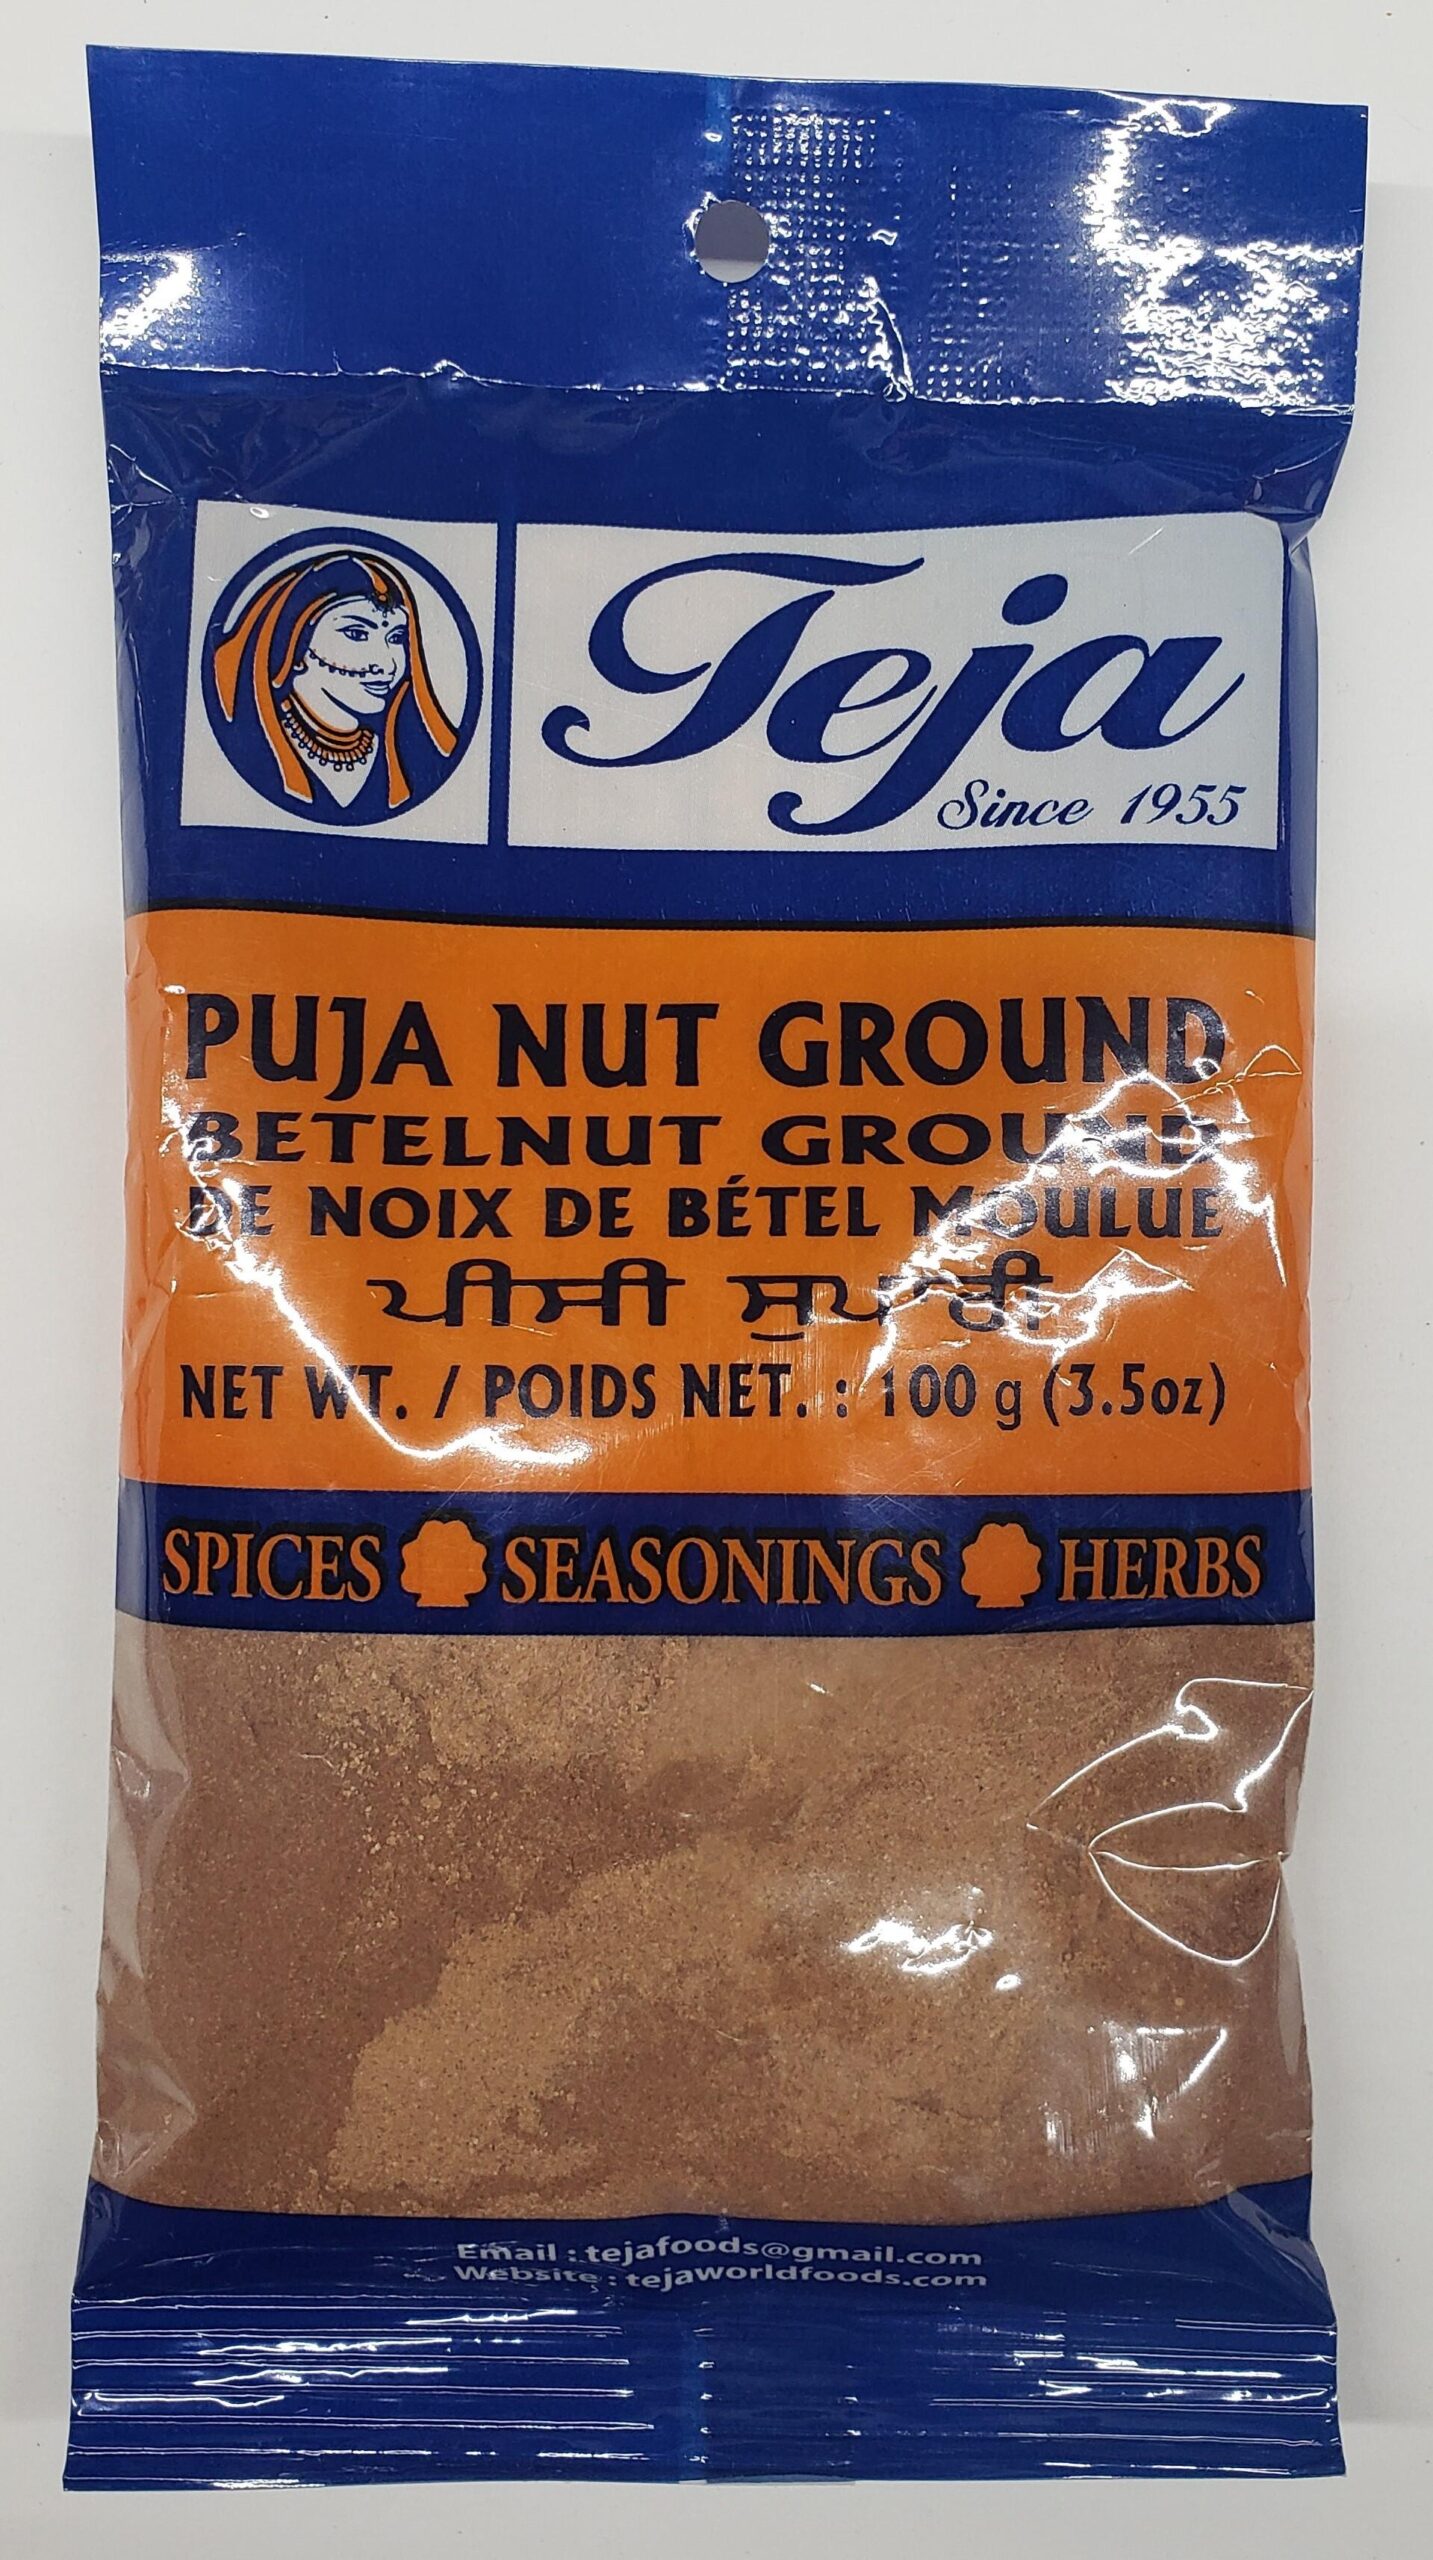 Teja
Since 1955
PUJA NUT GROUND
BETELNUT GROUND
DE NOIX DE BÉTEL MOULUE
ਪੀਸੀ ਸੁਪਾਰੀ
NET WT. / POIDS NET. : 100 g (3.5oz)
SPICES SEASONINGS HERBS
Email : tejafoods@gmail.com
Website : tejaworldfoods.com